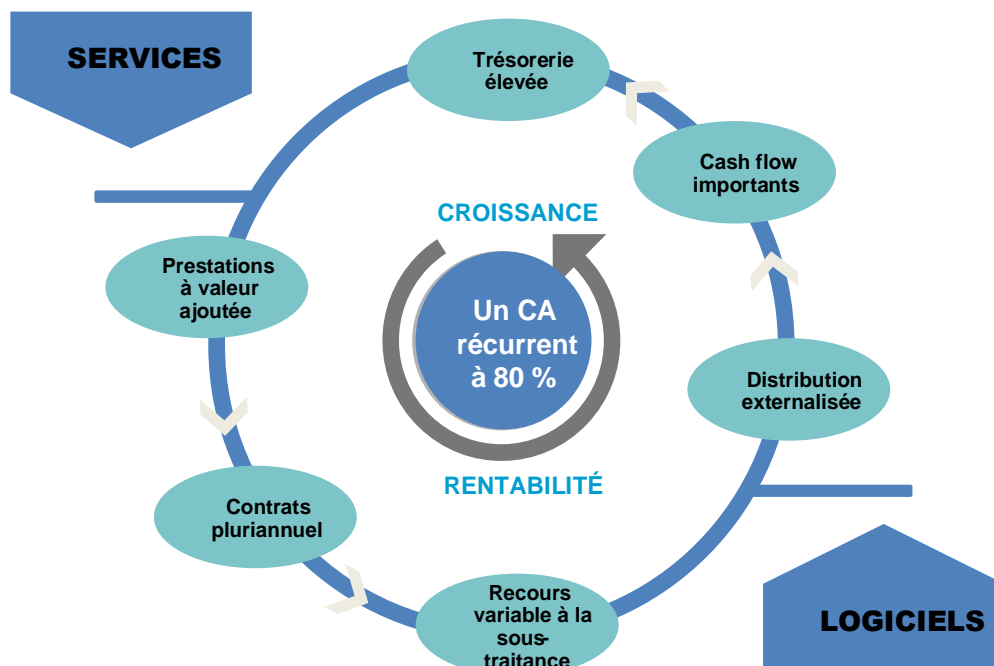 SERVICES
Trésorerie
élevée
Cash flow
importants
CROISSANCE
Prestations
à valeur
ajoutée
Un CA
récurrent
à 80 %
Distribution
externalisée
RENTABILITÉ
Contrats
pluriannuel
Recours
variable à la
sous-
traitance
LOGICIELS